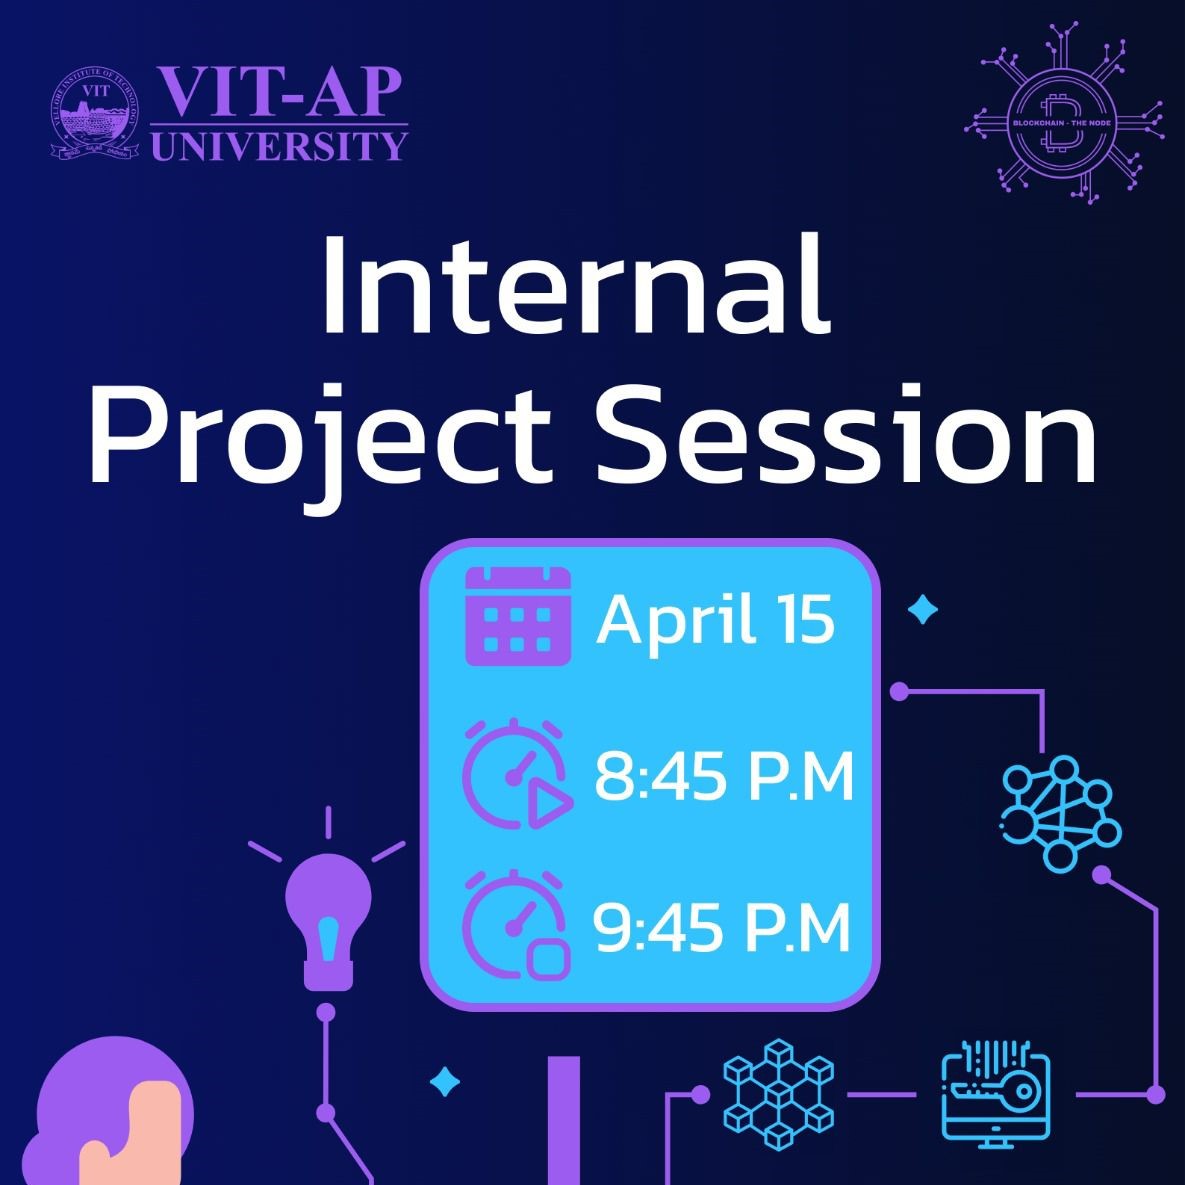 VELLORE INSTITUTE OF TECHNOLOGY
VIT
VIT-AP
UNIVERSITY
BLOCKCHAIN - THE NODE
Internal
Project Session
April 15
8:45 P.M
9:45 P.M